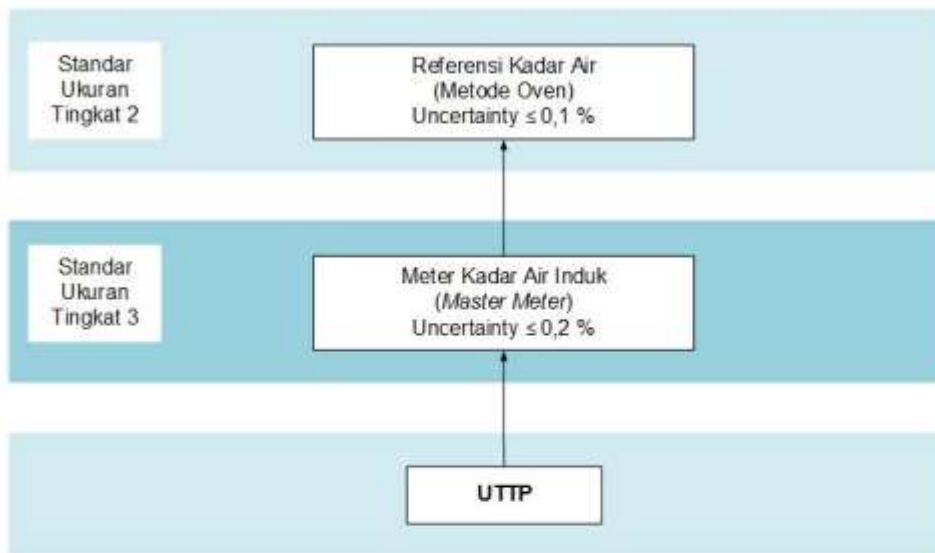 Standar
Ukuran
Tingkat 2
Referensi Kadar Air
(Metode Oven)
Uncertainty ≤ 0,1 %
Standar
Ukuran
Tingkat 3
Meter Kadar Air Induk
(Master Meter)
Uncertainty ≤ 0,2 %
UTTP